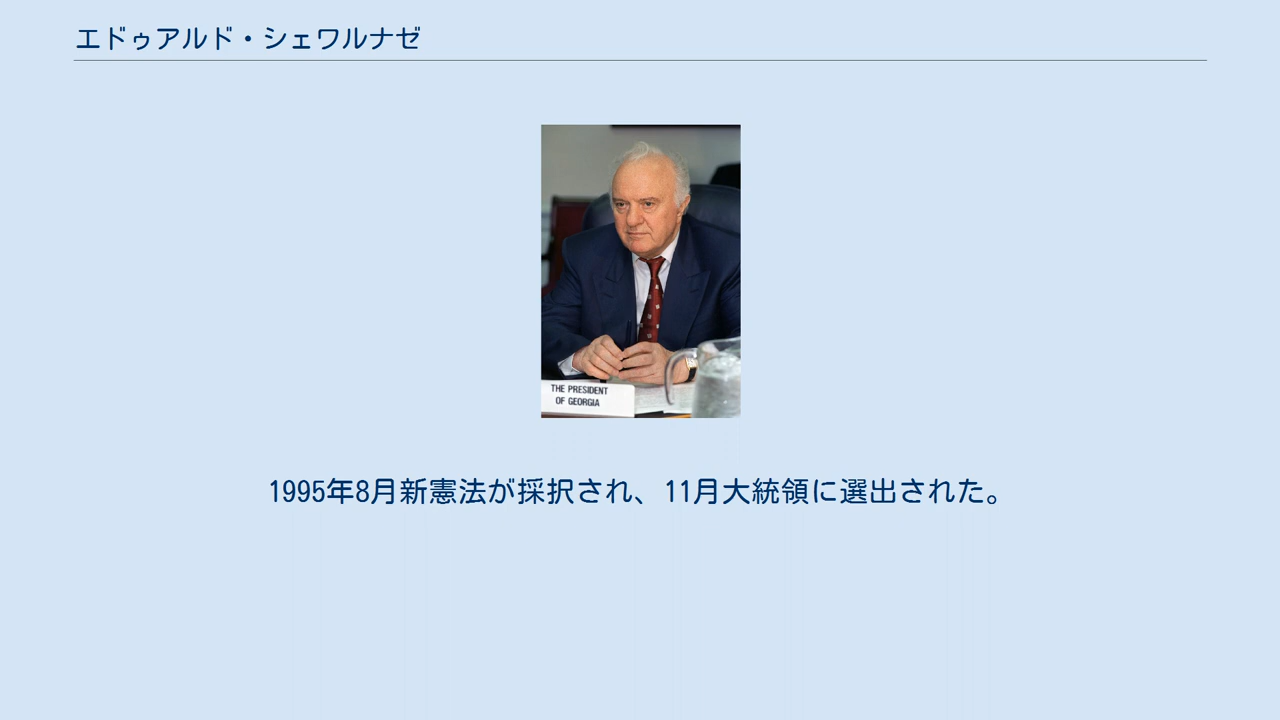 エドゥアルド・シェワルナゼ
THE PRESIDENT
OF GEORGIA
1995年8月新憲法が採択され、11月大統領に選出された。